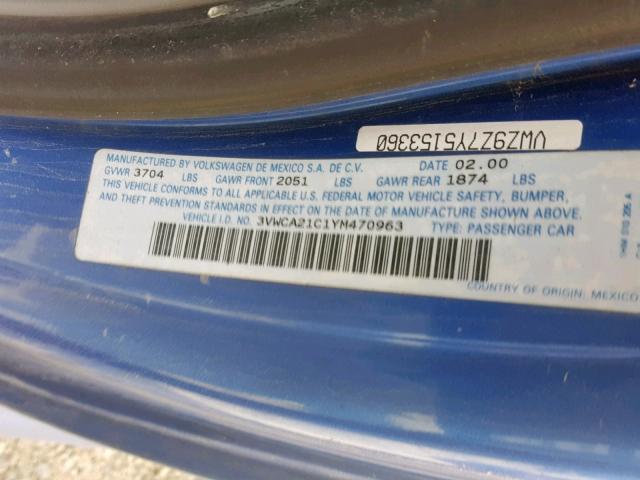 VWZ9Z7Y5153360
MANUFACTURED BY VOLKSWAGEN DE MEXICO S.A. DE C.V. DATE 02.00
GVWR 3704 LBS GAWR FRONT 2051 LBS GAWR REAR 1874 LBS
THIS VEHICLE CONFORMS TO ALL APPLICABLE U.S. FEDERAL MOTOR VEHICLE SAFETY, BUMPER,
AND THEFT PREVENTION STANDARDS IN EFFECT ON THE DATE OF MANUFACTURE SHOWN ABOVE.
VEHICLE I.D. NO. 3VWCA21C1YM470963 TYPE: PASSENGER CAR
COUNTRY OF ORIGIN: MEXICO